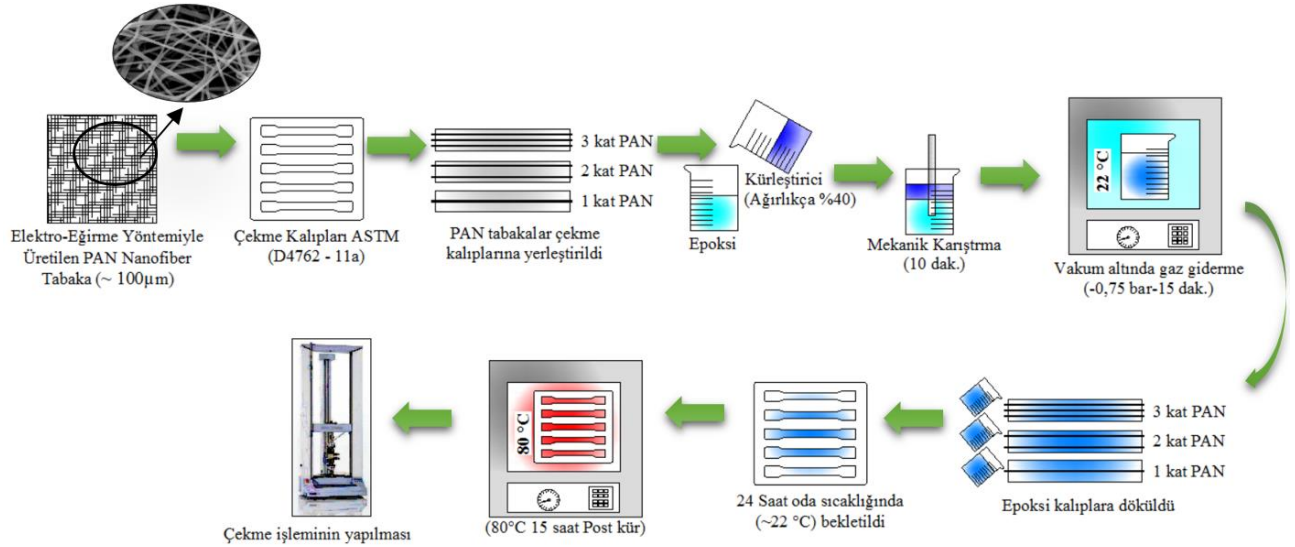 Elektro-Eğirme Yöntemiyle
Üretilen PAN Nanofiber
Tabaka (~ 100µm)
Çekme Kalıpları ASTM
(D4762 - 11a)
3 kat PAN
2 kat PAN
1 kat PAN
PAN tabakalar çekme
kalıplarına yerleştirildi
Epoksi
Kürleştirici
(Ağırlıkça %40)
Mekanik Karıştrma
(10 dak.)
22 °C
Vakum altında gaz giderme
(-0,75 bar-15 dak.)
3 kat PAN
2 kat PAN
1 kat PAN
Epoksi kalıplara döküldü
24 Saat oda sıcaklığında
(~22 °C) bekletildi
80 °C
(80°C 15 saat Post kür)
Çekme işleminin yapılması